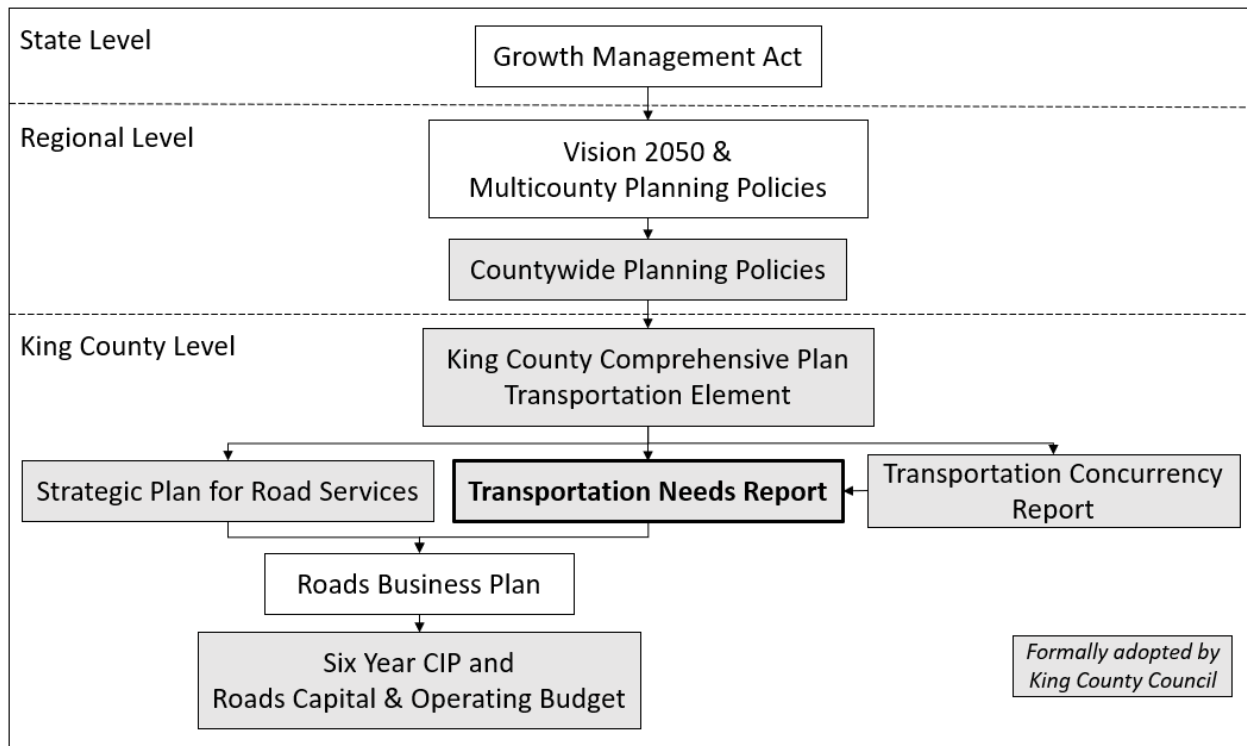 State Level
Growth Management Act
Regional Level
Vision 2050 &
Multicounty Planning Policies
Countywide Planning Policies
King County Level
King County Comprehensive Plan
Transportation Element
Strategic Plan for Road Services
Transportation Needs Report
Transportation Concurrency
Report
Roads Business Plan
Six Year CIP and
Roads Capital & Operating Budget
Formally adopted by
King County Council